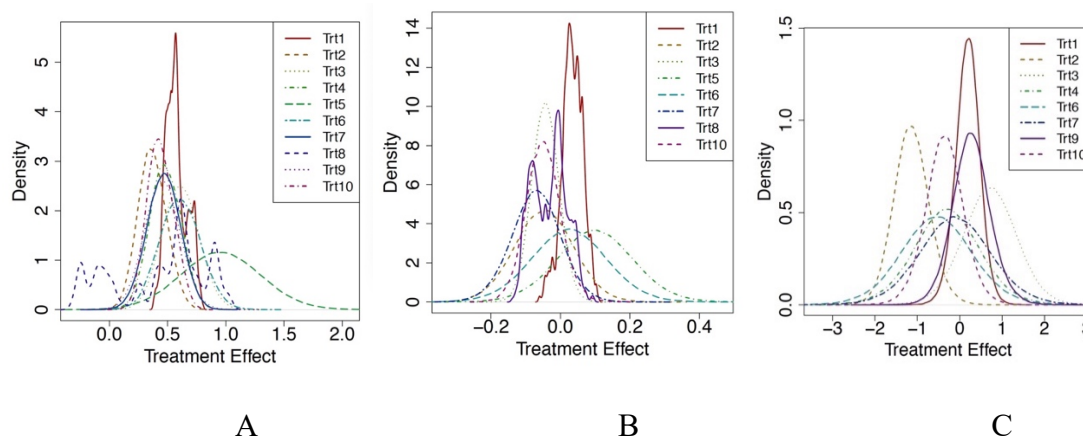 Density
0 1 2 3 4 5
0.0 0.5 1.0 1.5 2.0
Treatment Effect
Trt1
Trt2
Trt3
Trt4
Trt5
Trt6
Trt7
Trt8
Trt9
Trt10
A
Density
0 2 4 6 8 10 12 14
−0.2 0.0 0.2 0.4
Treatment Effect
Trt1
Trt2
Trt3
Trt5
Trt6
Trt7
Trt8
Trt10
B
Density
0.0 0.5 1.0 1.5
−3 −2 −1 0 1 2 3
Treatment Effect
Trt1
Trt2
Trt3
Trt4
Trt6
Trt7
Trt9
Trt10
C